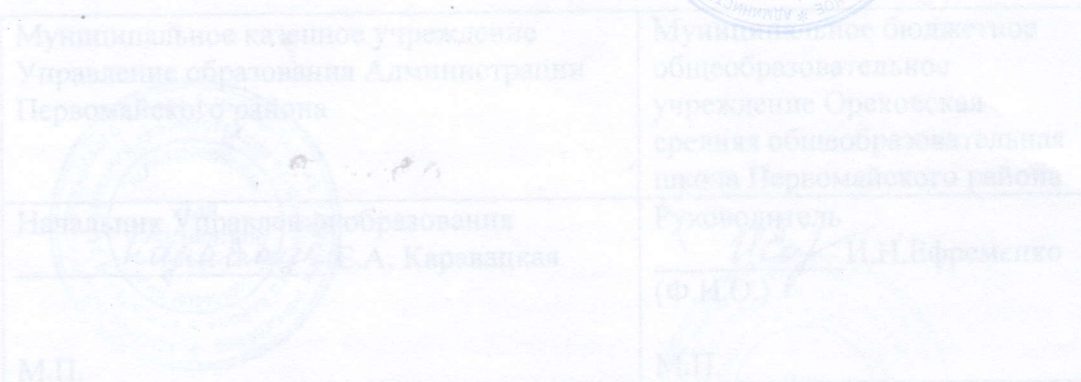 Муниципальное казенное учреждение
Управление образования Администрации
Первомайского района
Начальник Управления образования
Е.А. Каравацкая
М.П.
Муниципальное бюджетное
общеобразовательное
учреждение Ореховская
средняя общеобразовательная
школа Первомайского района
Руководитель
И.Н.Ефременко
(Ф.И.О.)
М.П.